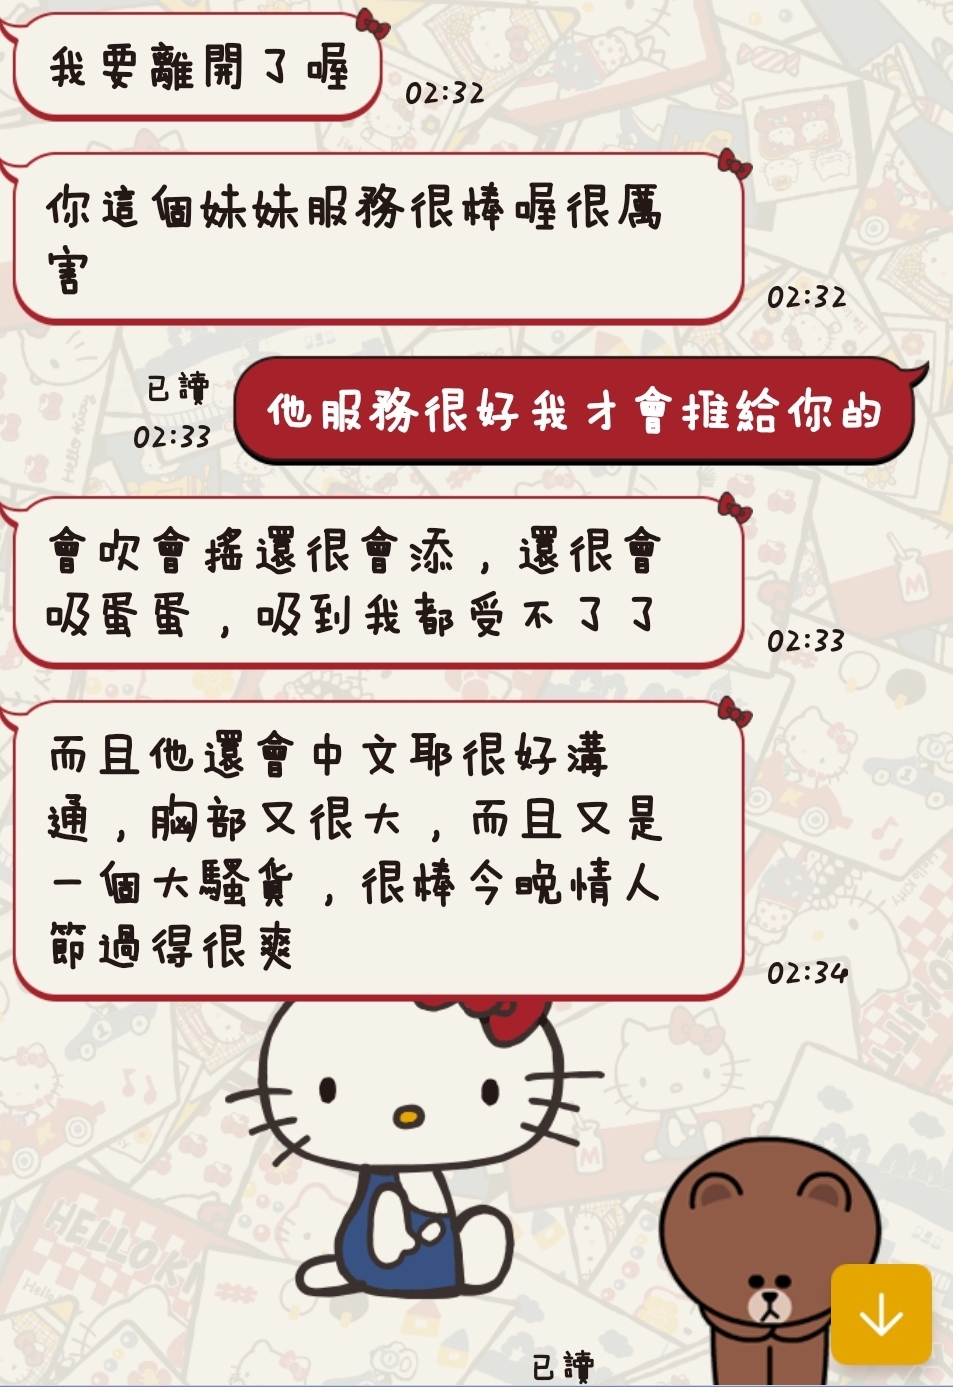 我要離開了喔
02:32
你這個妹妹服務很棒喔很厲
害
02:32
已讀
02:33
他服務很好我才會推給你的
會吹會搖還很會添，還很會
吸蛋蛋，吸到我都受不了了
02:33
而且他還會中文耶很好溝
通，胸部又很大，而且又是
一個大騷貨，很棒今晚情人
節過得很爽
02:34
HELLO KI
已讀